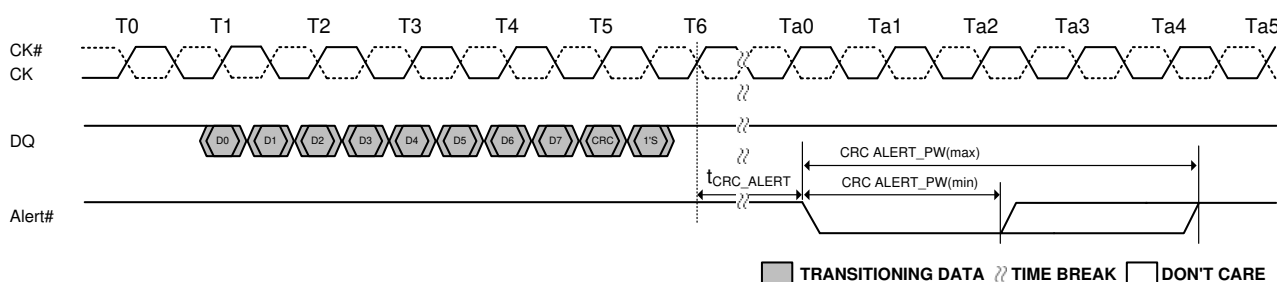 T0 T1 T2 T3 T4 T5 T6 Ta0 Ta1 Ta2 Ta3 Ta4 Ta5
CK#
CK
DQ
D0 D1 D2 D3 D4 D5 D6 D7 CRC 1'S
CRC ALERT_PW(max)
tCRC_ALERT
CRC ALERT_PW(min)
Alert#
TRANSITIONING DATA TIME BREAK DON'T CARE